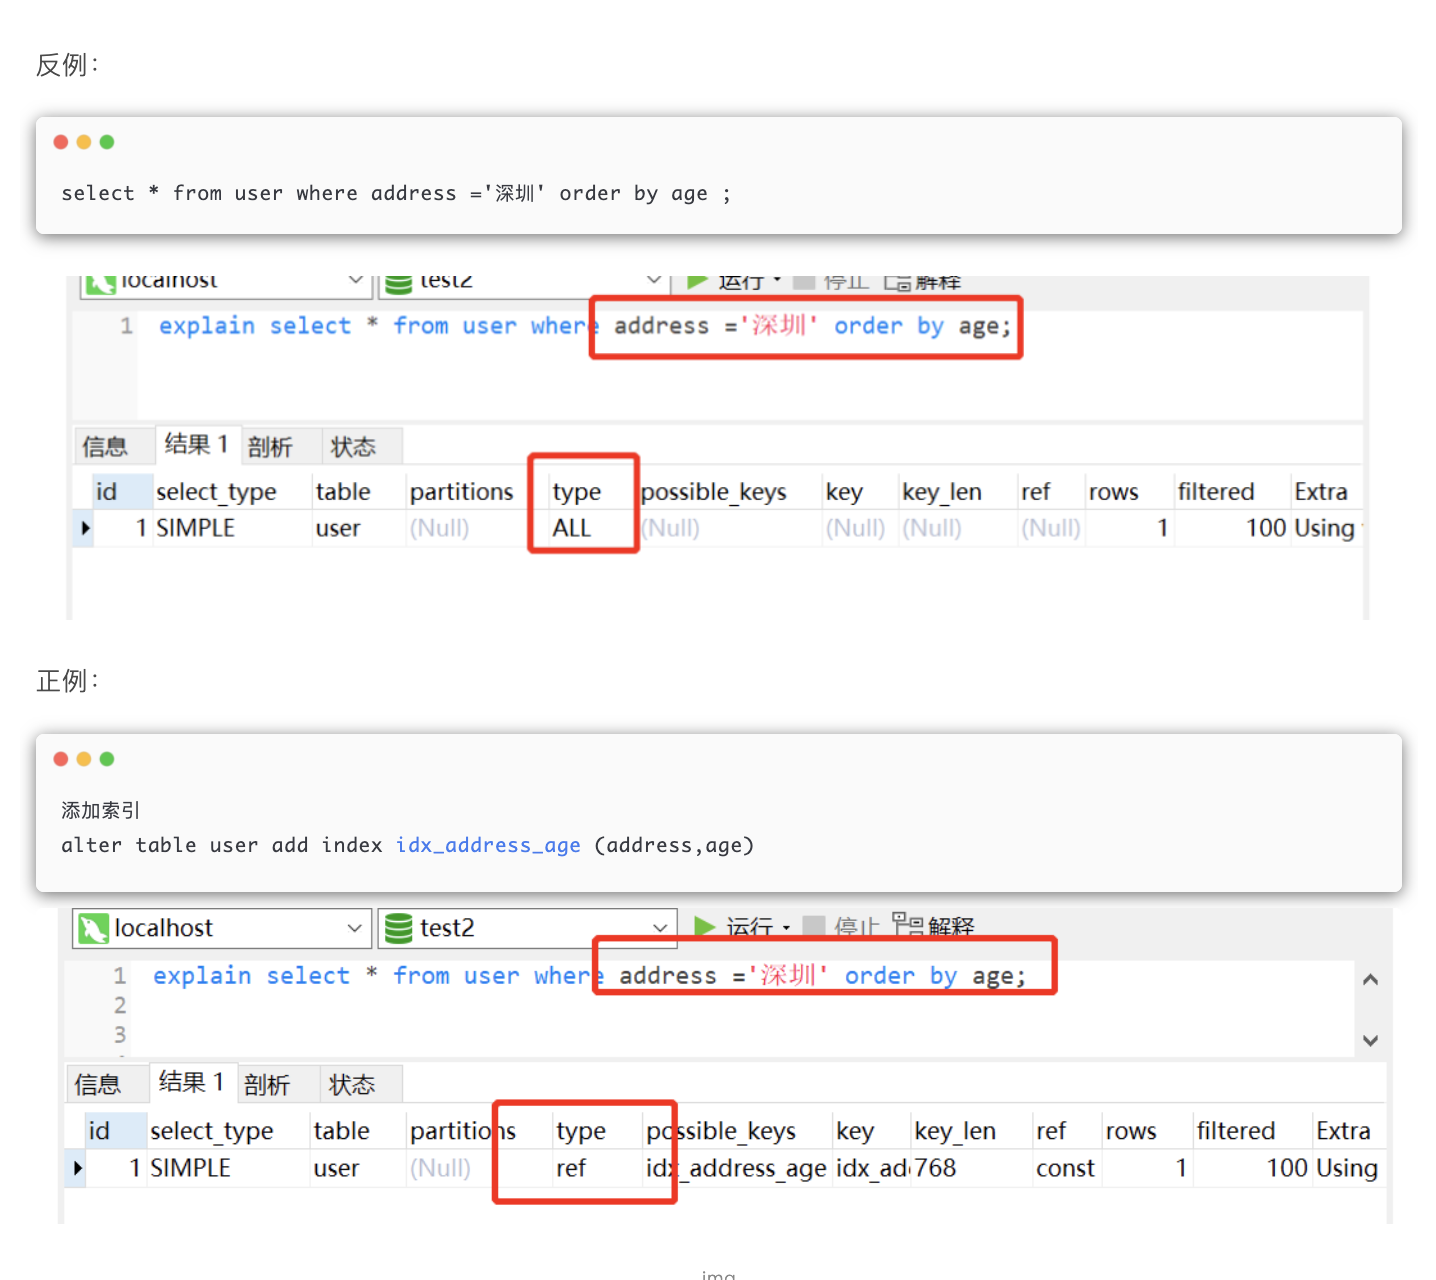 反例：
select * from user where address ='深圳' order by age ;
localhost test2 运行 停止 解释
1 explain select * from user where address ='深圳' order by age;
信息 结果 1 剖析 状态
id select_type table partitions type possible_keys key key_len ref rows filtered Extra
1 SIMPLE user (Null) ALL (Null) (Null) (Null) (Null) 1 100 Using
正例：
添加索引
alter table user add index idx_address_age (address,age)
localhost test2 运行 停止 解释
1 explain select * from user where address ='深圳' order by age;
2
3
信息 结果 1 剖析 状态
id select_type table partitions type possible_keys key key_len ref rows filtered Extra
1 SIMPLE user (Null) ref idx_address_age idx_ad 768 const 1 100 Using
img